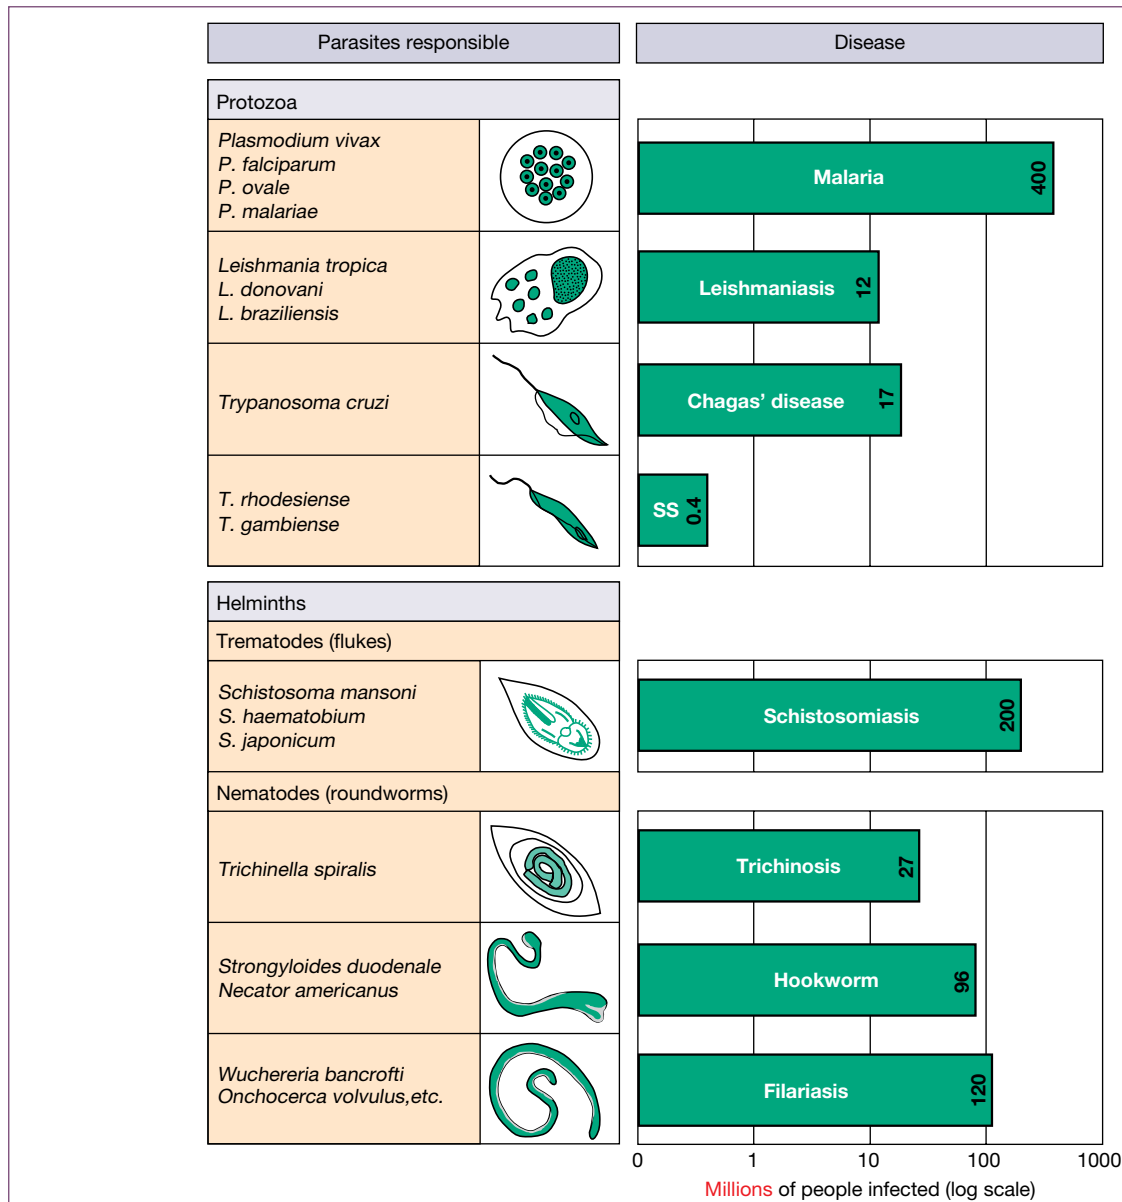 Parasites responsible
Disease
Protozoa
Plasmodium vivax
P. falciparum
P. ovale
P. malariae
Malaria
400
Leishmania tropica
L. donovani
L. braziliensis
Leishmaniasis
12
Trypanosoma cruzi
Chagas’ disease
17
T. rhodesiense
T. gambiense
SS
0.4
Helminths
Trematodes (flukes)
Schistosoma mansoni
S. haematobium
S. japonicum
Schistosomiasis
200
Nematodes (roundworms)
Trichinella spiralis
Trichinosis
27
Strongyloides duodenale
Necator americanus
Hookworm
96
Wuchereria bancrofti
Onchocerca volvulus,etc.
Filariasis
120
0 1 10 100 1000
Millions of people infected (log scale)